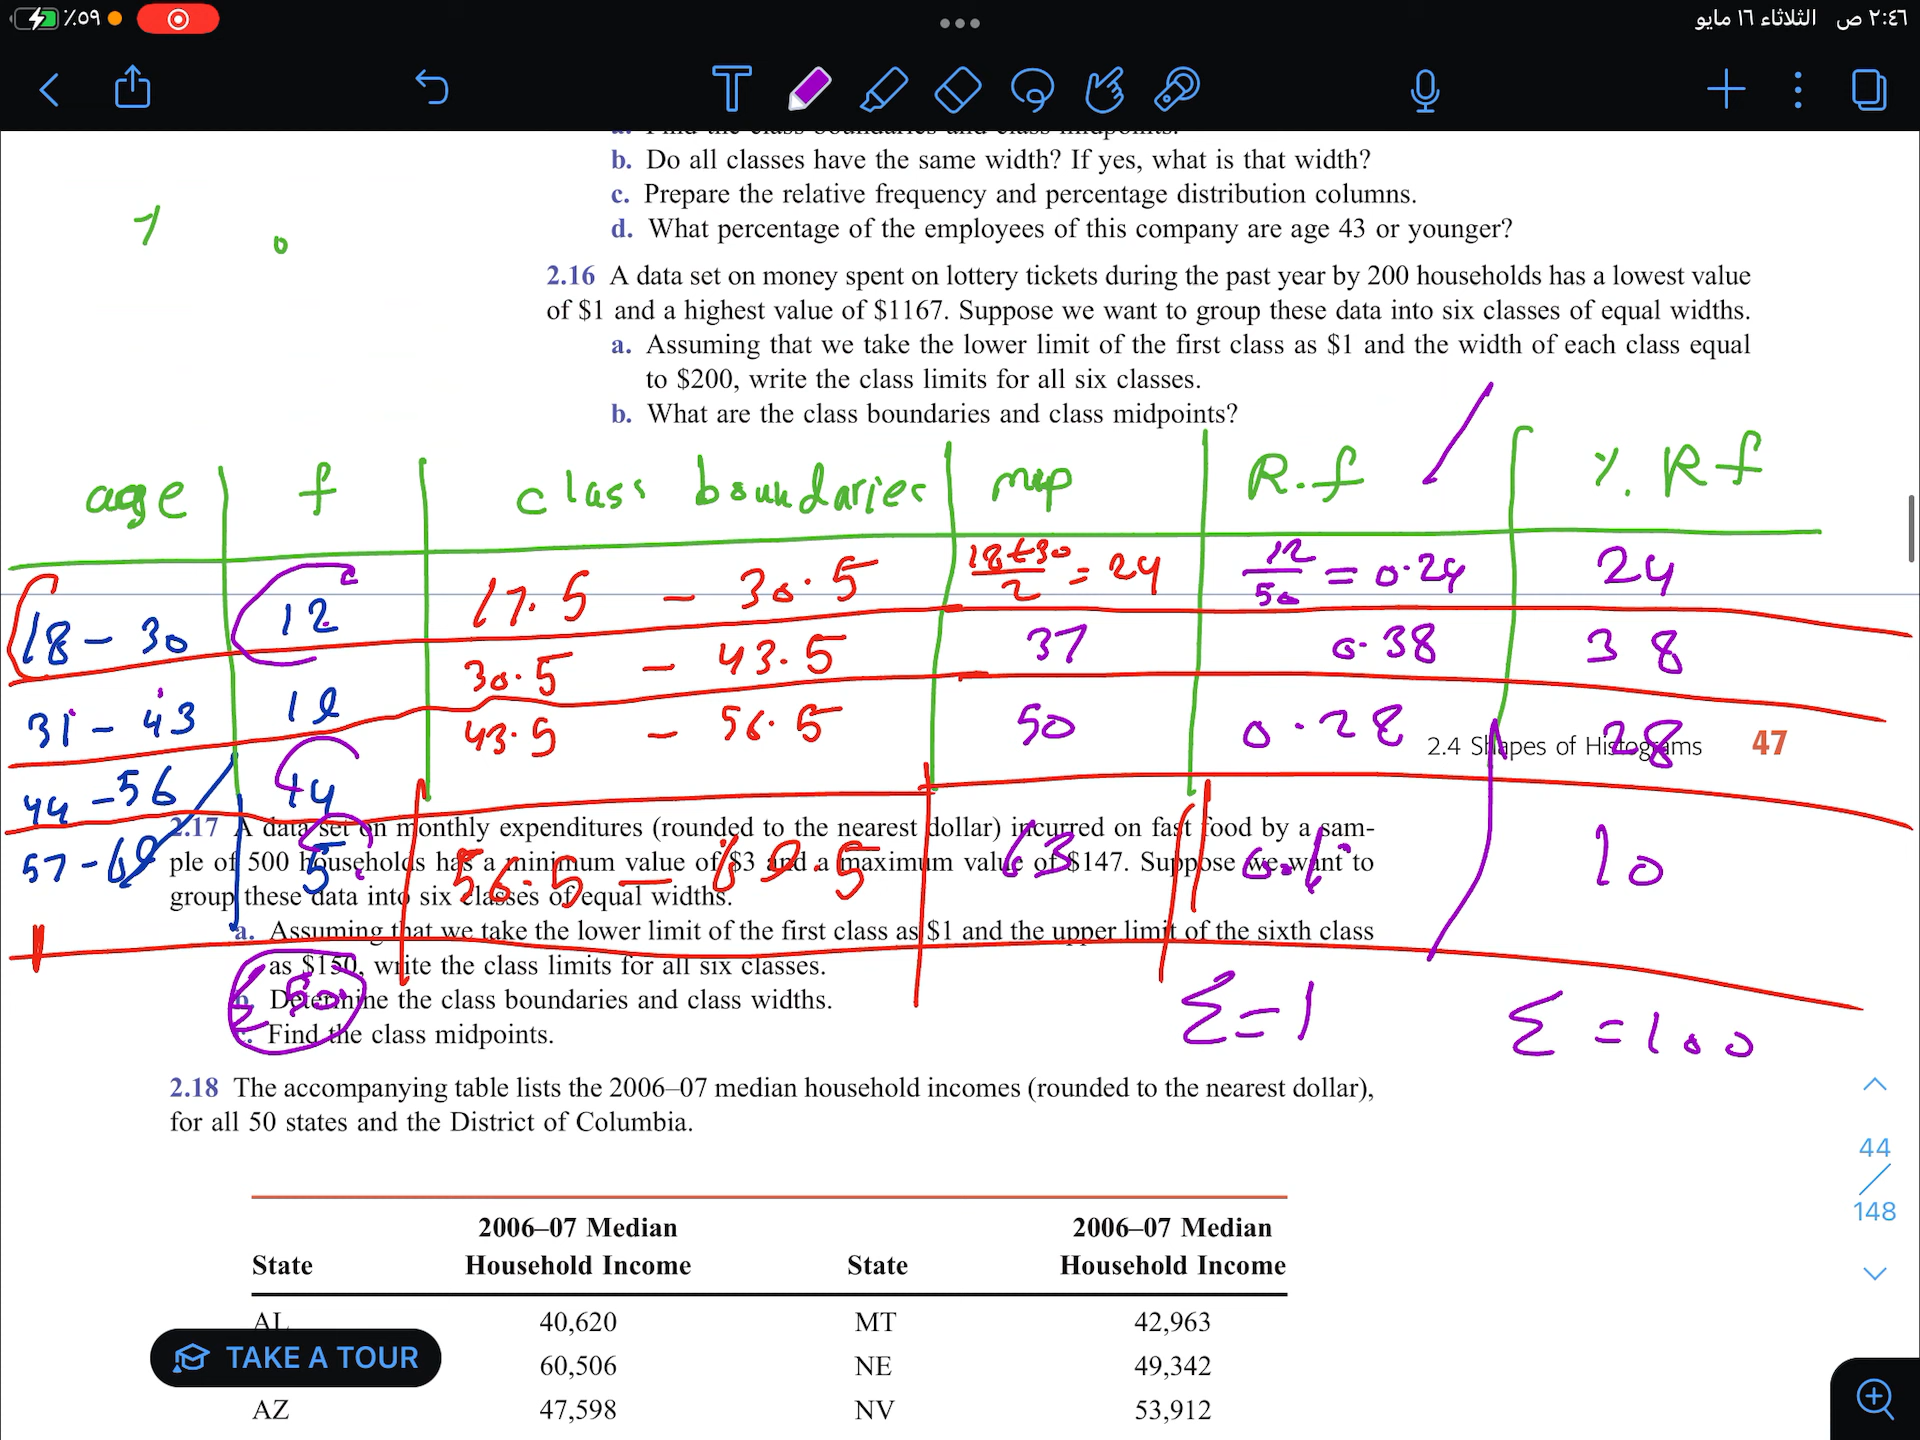 ٪٥٩
٢:٤٦ ص الثلاثاء ١٦ مايو
b. Do all classes have the same width? If yes, what is that width?
c. Prepare the relative frequency and percentage distribution columns.
d. What percentage of the employees of this company are age 43 or younger?
2.16 A data set on money spent on lottery tickets during the past year by 200 households has a lowest value
of $1 and a highest value of $1167. Suppose we want to group these data into six classes of equal widths.
a. Assuming that we take the lower limit of the first class as $1 and the width of each class equal
to $200, write the class limits for all six classes.
b. What are the class boundaries and class midpoints?
age f class boundaries R.f %. Rf
18 - 30 12 17.5 - 30.5 18+30/2 = 24 12/50 = 0.24 24
31 - 43 19 30.5 - 43.5 37 0.38 38
44 - 56 14 43.5 - 56.5 50 0.28 28
2.4 Shapes of Histograms 47
57 - 69 5 56.5 - 69.5 63 0.1 10
2.17 A data set on monthly expenditures (rounded to the nearest dollar) incurred on fast food by a sam-
ple of 500 households has a minimum value of $3 and a maximum value of $147. Suppose we want to
group these data into six classes of equal widths.
a. Assuming that we take the lower limit of the first class as $1 and the upper limit of the sixth class
as $150, write the class limits for all six classes.
b. Determine the class boundaries and class widths.
c. Find the class midpoints.
Σ 50 Σ=1 Σ =100
2.18 The accompanying table lists the 2006–07 median household incomes (rounded to the nearest dollar),
for all 50 states and the District of Columbia.
44
148
2006–07 Median 2006–07 Median
State Household Income State Household Income
AL 40,620 MT 42,963
60,506 NE 49,342
AZ 47,598 NV 53,912
TAKE A TOUR